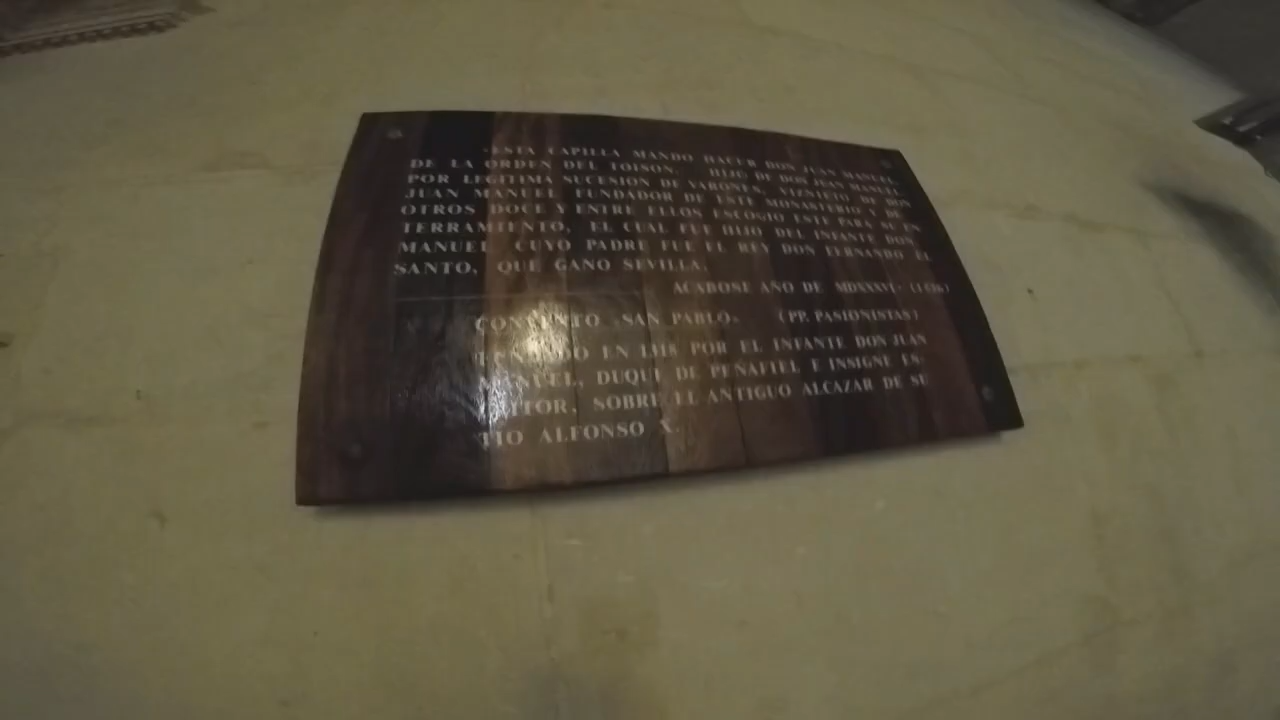 «ESTA CAPILLA MANDO HACER DON JUAN MANUEL,
DE LA ORDEN DEL TOISON. HIJO DE DON JUAN MANUEL,
POR LEGITIMA SUCESION DE VARONES, VIZNIETO DE DON
JUAN MANUEL FUNDADOR DE ESTE MONASTERIO Y DE
OTROS DOCE Y ENTRE ELLOS ESCOGIO ESTE PARA SU EN-
TERRAMIENTO, EL CUAL FUE HIJO DEL INFANTE DON
MANUEL CUYO PADRE FUE EL REY DON FERNANDO EL
SANTO, QUE GANO SEVILLA.
ACABOSE AÑO DE MDXXXVI» (1536)
CONVENTO «SAN PABLO» (PP. PASIONISTAS)
FUNDADO EN 1318 POR EL INFANTE DON JUAN
MANUEL, DUQUE DE PEÑAFIEL E INSIGNE ES-
CRITOR, SOBRE EL ANTIGUO ALCAZAR DE SU
TIO ALFONSO X.